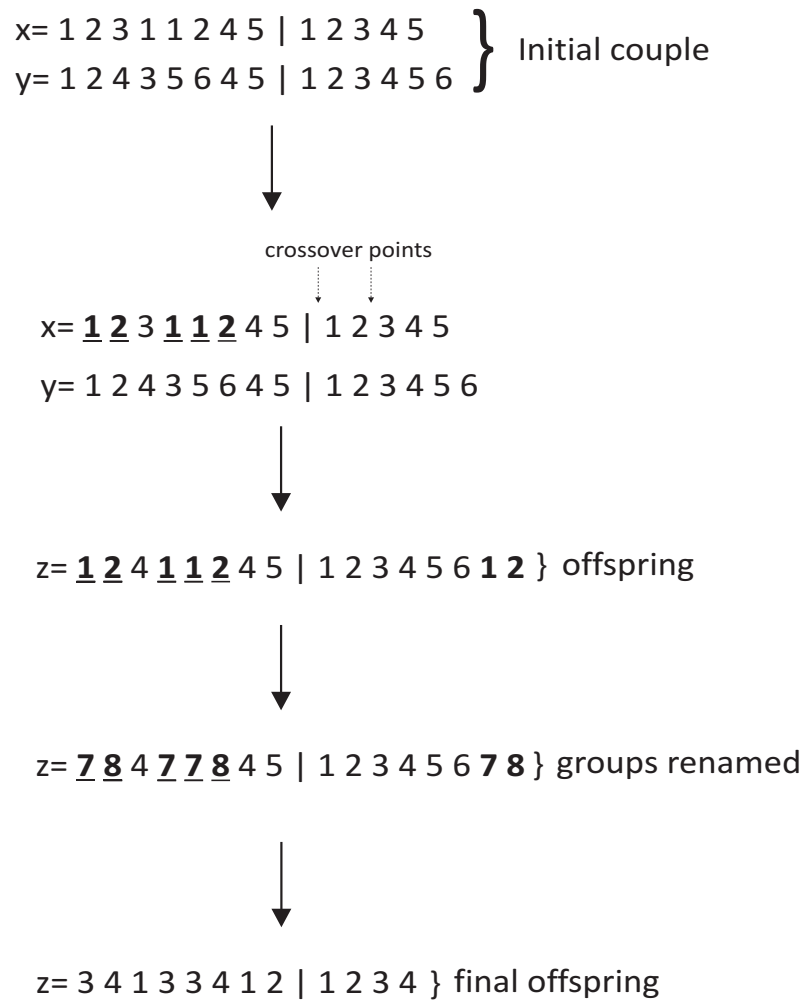 x= 1 2 3 1 1 2 4 5 | 1 2 3 4 5
y= 1 2 4 3 5 6 4 5 | 1 2 3 4 5 6
} Initial couple
crossover points
x= 1 2 3 1 1 2 4 5 | 1 2 3 4 5
y= 1 2 4 3 5 6 4 5 | 1 2 3 4 5 6
z= 1 2 4 1 1 2 4 5 | 1 2 3 4 5 6 1 2 } offspring
z= 7 8 4 7 7 8 4 5 | 1 2 3 4 5 6 7 8 } groups renamed
z= 3 4 1 3 3 4 1 2 | 1 2 3 4 } final offspring